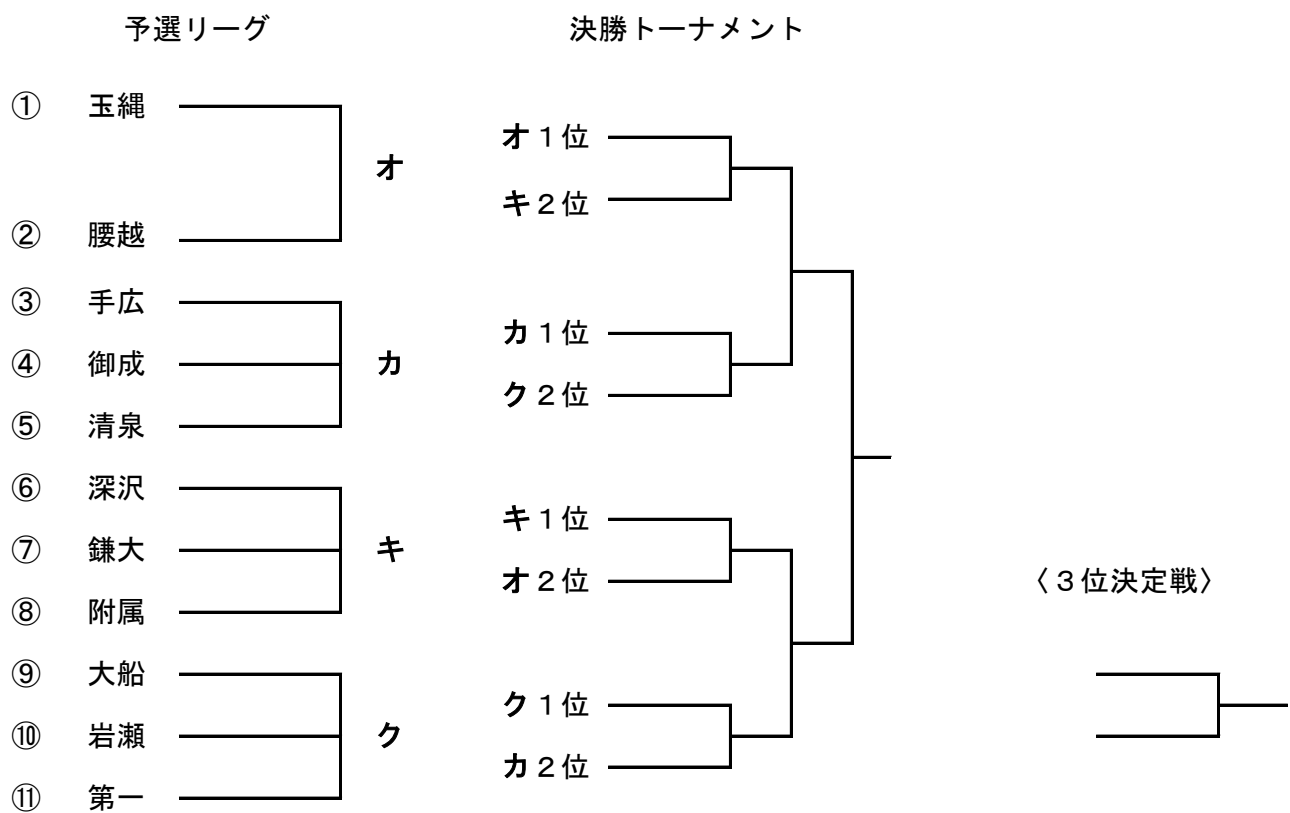 予選リーグ
決勝トーナメント
① 玉縄
② 腰越
オ
③ 手広
④ 御成
⑤ 清泉
カ
⑥ 深沢
⑦ 鎌大
⑧ 附属
キ
⑨ 大船
⑩ 岩瀬
⑪ 第一
ク
オ1位
キ2位
カ1位
ク2位
キ1位
オ2位
ク1位
カ2位
〈3位決定戦〉